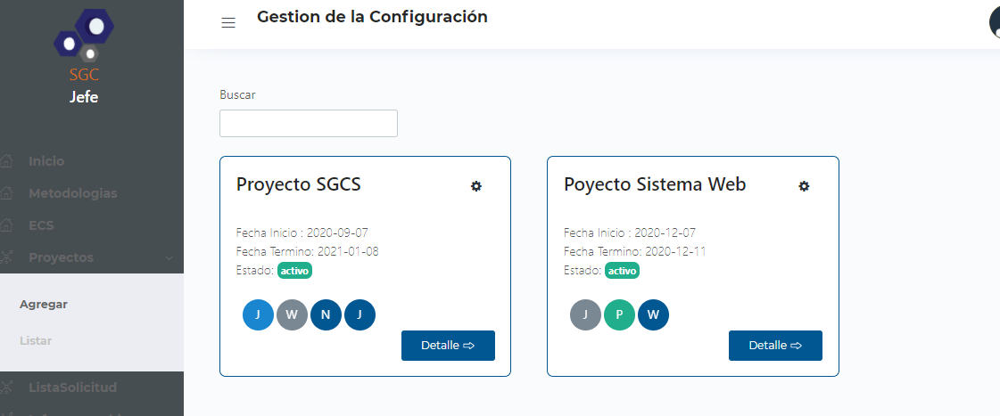 SGC
Jefe
Inicio
Metodologias
ECS
Proyectos
Agregar
Listar
ListaSolicitud
Gestion de la Configuración
Buscar
Proyecto SGCS
Fecha Inicio : 2020-09-07
Fecha Termino: 2021-01-08
Estado: activo
J W N J
Detalle ⇨
Poyecto Sistema Web
Fecha Inicio : 2020-12-07
Fecha Termino: 2020-12-11
Estado: activo
J P W
Detalle ⇨